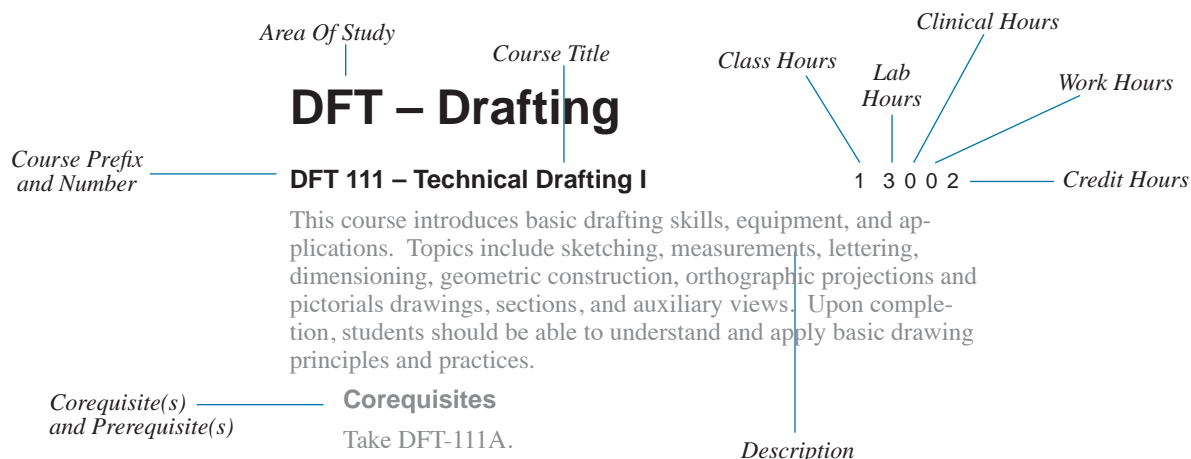 Clinical Hours
Area Of Study
Course Title
Class Hours
Lab
Hours
Work Hours
DFT – Drafting
Course Prefix
and Number
DFT 111 – Technical Drafting I
1 3 0 0 2
Credit Hours
This course introduces basic drafting skills, equipment, and ap-
plications. Topics include sketching, measurements, lettering,
dimensioning, geometric construction, orthographic projections and
pictorials drawings, sections, and auxiliary views. Upon comple-
tion, students should be able to understand and apply basic drawing
principles and practices.
Corequisite(s)
and Prerequisite(s)
Corequisites
Take DFT-111A.
Description